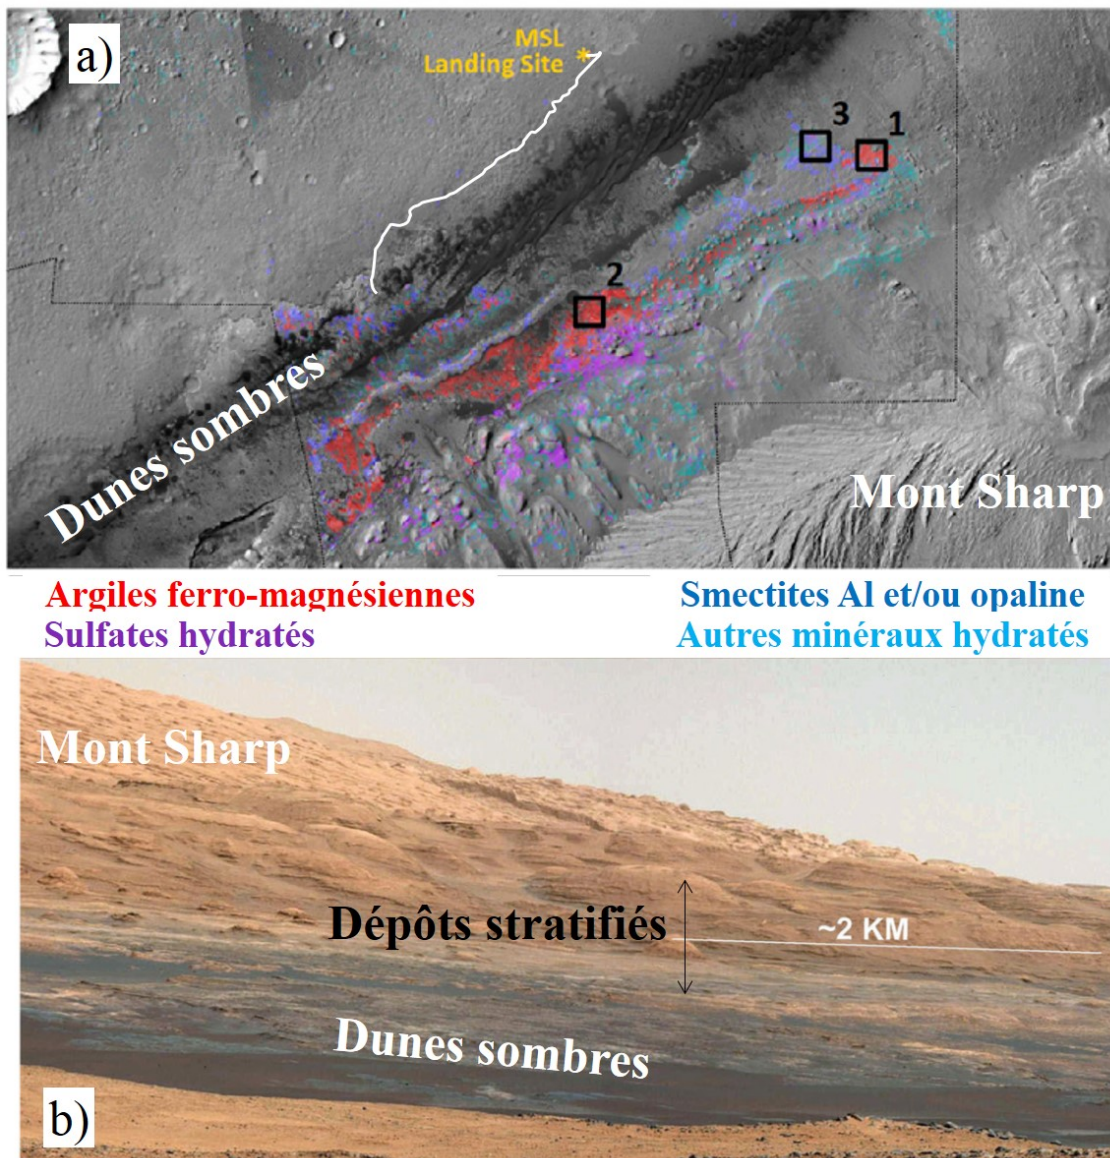 a)
MSL
Landing Site
3
1
2
Dunes sombres
Mont Sharp
Argiles ferro-magnésiennes
Smectites Al et/ou opaline
Sulfates hydratés
Autres minéraux hydratés
Mont Sharp
Dépôts stratifiés
~2 KM
Dunes sombres
b)